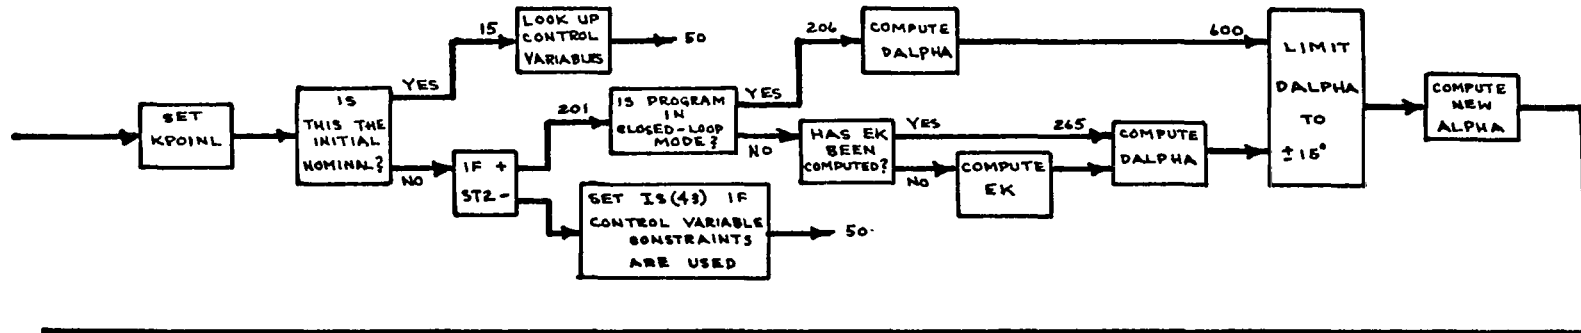 SET
KPOINL
IS
THIS THE
INITIAL
NOMINAL?
YES
NO
15
LOOK UP
CONTROL
VARIABLES
50
IF +
ST2 -
201
SET IS(43) IF
CONTROL VARIABLE
CONSTRAINTS
ARE USED
50
IS PROGRAM
IN
CLOSED-LOOP
MODE?
YES
NO
206
COMPUTE
DALPHA
600
HAS EK
BEEN
COMPUTED?
YES
NO
265
COMPUTE
EK
COMPUTE
DALPHA
LIMIT
DALPHA
TO
±15°
COMPUTE
NEW
ALPHA